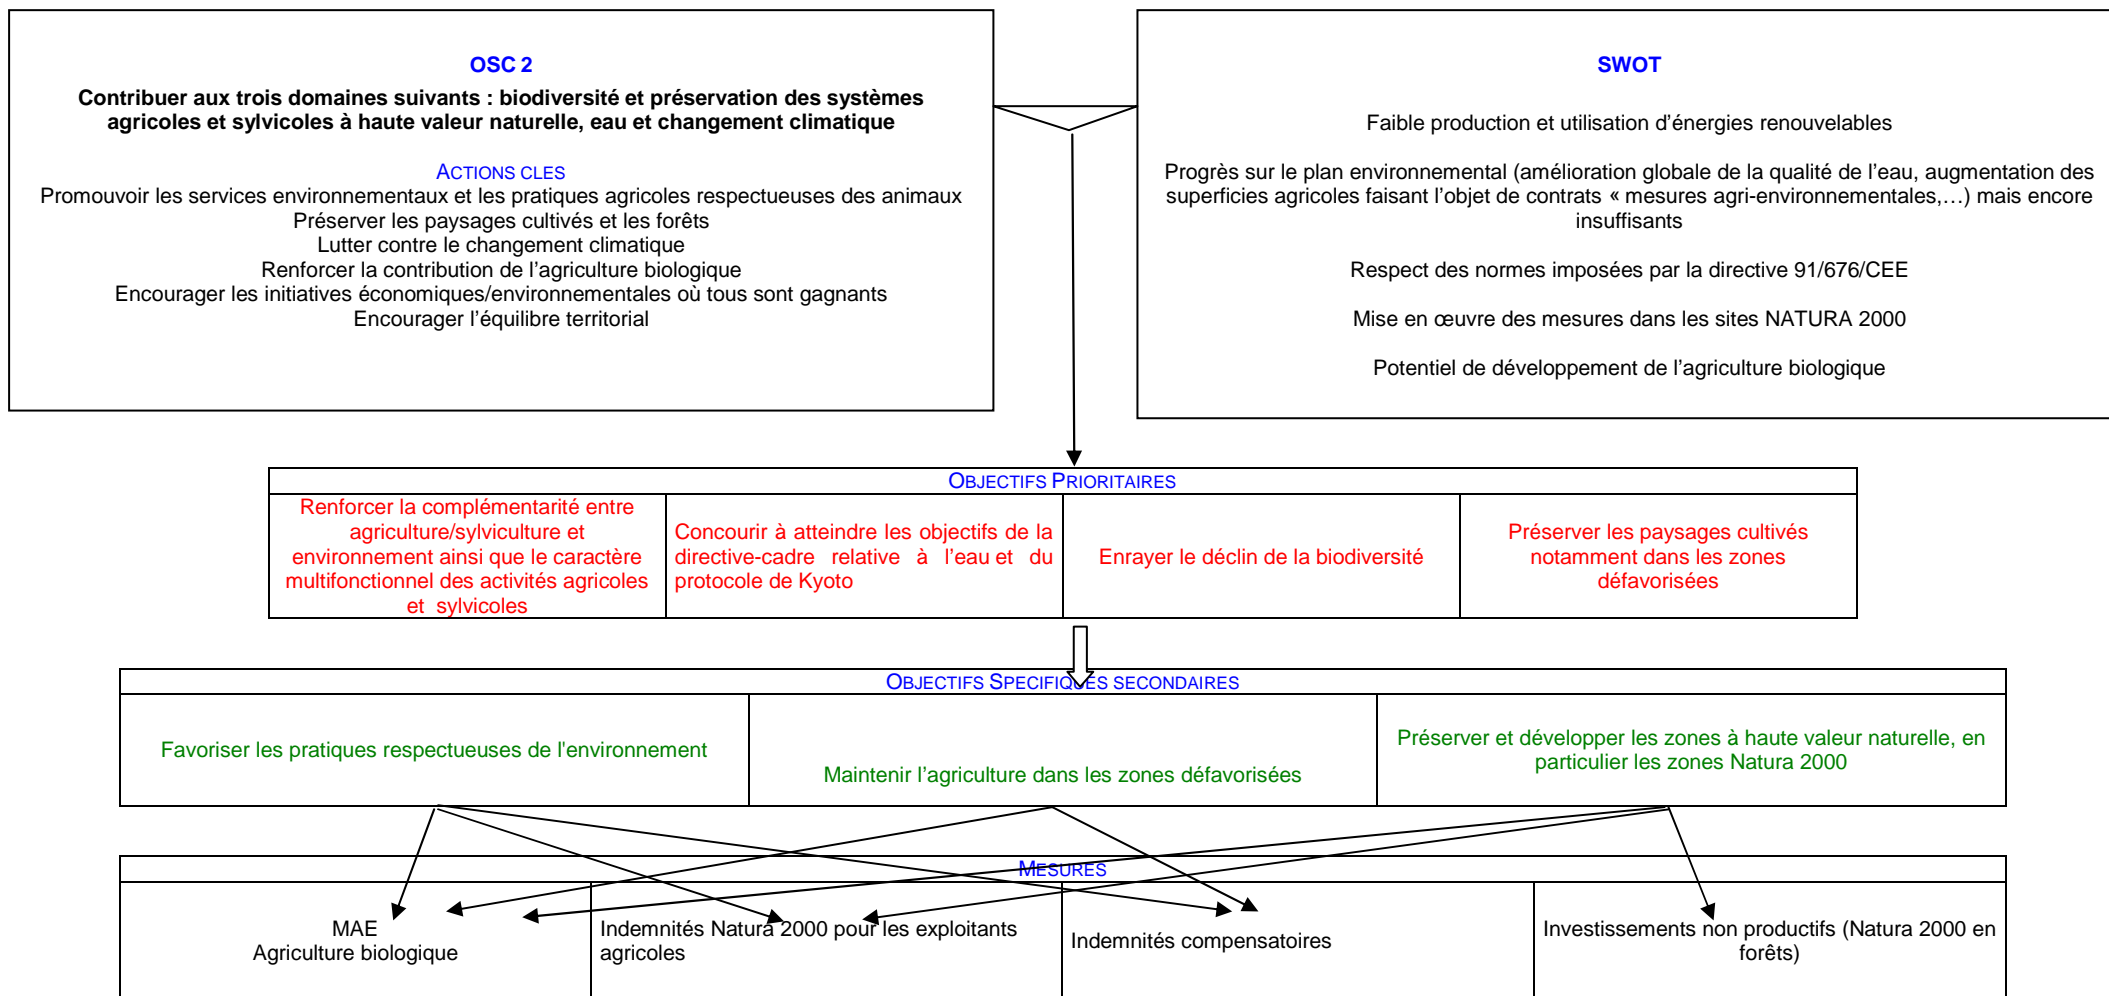 OSC 2
Contribuer aux trois domaines suivants : biodiversité et préservation des systèmes
agricoles et sylvicoles à haute valeur naturelle, eau et changement climatique
ACTIONS CLES
Promouvoir les services environnementaux et les pratiques agricoles respectueuses des animaux
Préserver les paysages cultivés et les forêts
Lutter contre le changement climatique
Renforcer la contribution de l’agriculture biologique
Encourager les initiatives économiques/environnementales où tous sont gagnants
Encourager l’équilibre territorial
SWOT
Faible production et utilisation d’énergies renouvelables
Progrès sur le plan environnemental (amélioration globale de la qualité de l’eau, augmentation des
superficies agricoles faisant l’objet de contrats « mesures agri-environnementales,…) mais encore
insuffisants
Respect des normes imposées par la directive 91/676/CEE
Mise en œuvre des mesures dans les sites NATURA 2000
Potentiel de développement de l’agriculture biologique
OBJECTIFS PRIORITAIRES
Renforcer la complémentarité entre
agriculture/sylviculture et
environnement ainsi que le caractère
multifonctionnel des activités agricoles
et sylvicoles
Concourir à atteindre les objectifs de la
directive-cadre relative à l’eau et du
protocole de Kyoto
Enrayer le déclin de la biodiversité
Préserver les paysages cultivés
notamment dans les zones
défavorisées
OBJECTIFS SPECIFIQUES SECONDAIRES
Favoriser les pratiques respectueuses de l'environnement
Maintenir l’agriculture dans les zones défavorisées
Préserver et développer les zones à haute valeur naturelle, en
particulier les zones Natura 2000
MESURES
MAE
Agriculture biologique
Indemnités Natura 2000 pour les exploitants
agricoles
Indemnités compensatoires
Investissements non productifs (Natura 2000 en
forêts)